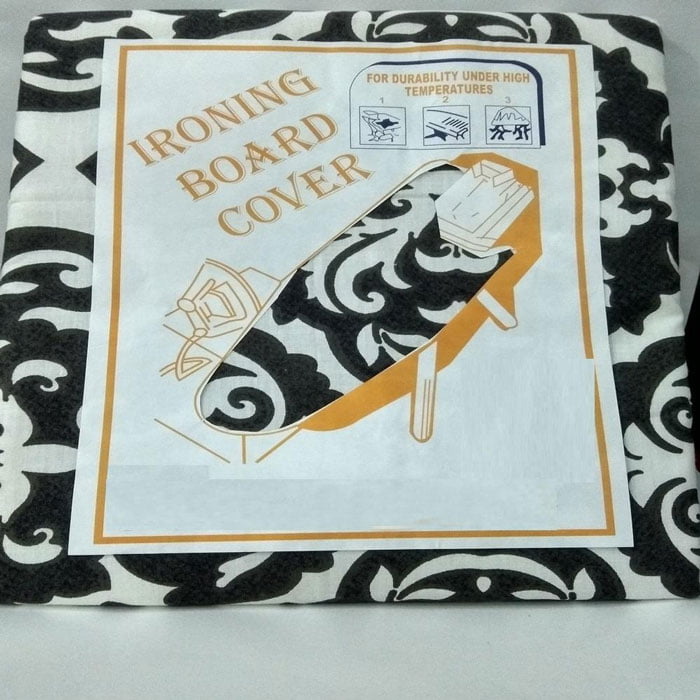 IRONING
BOARD
COVER
FOR DURABILITY UNDER HIGH
TEMPERATURES
1 2 3